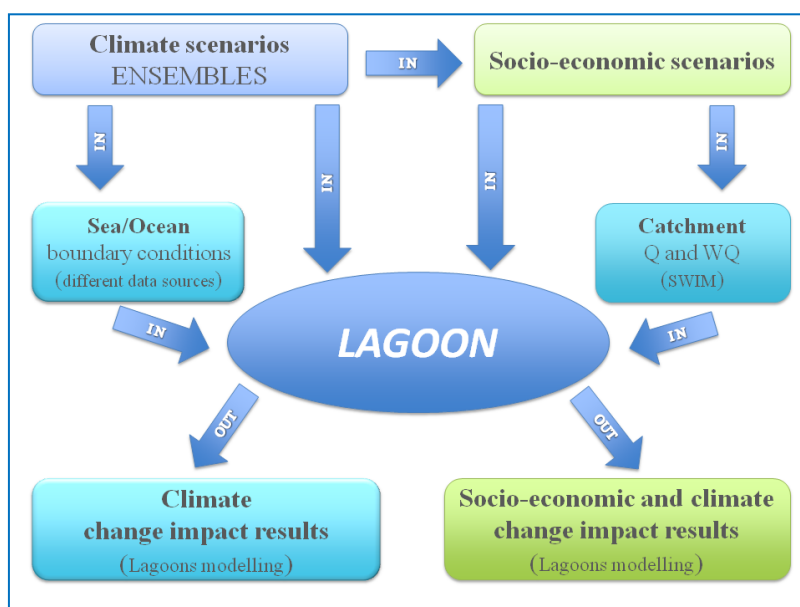 Climate scenarios
ENSEMBLES
IN
Socio-economic scenarios
IN
IN
IN
IN
Sea/Ocean
boundary conditions
(different data sources)
Catchment
Q and WQ
(SWIM)
IN
LAGOON
IN
OUT
OUT
Climate
change impact results
(Lagoons modelling)
Socio-economic and climate
change impact results
(Lagoons modelling)